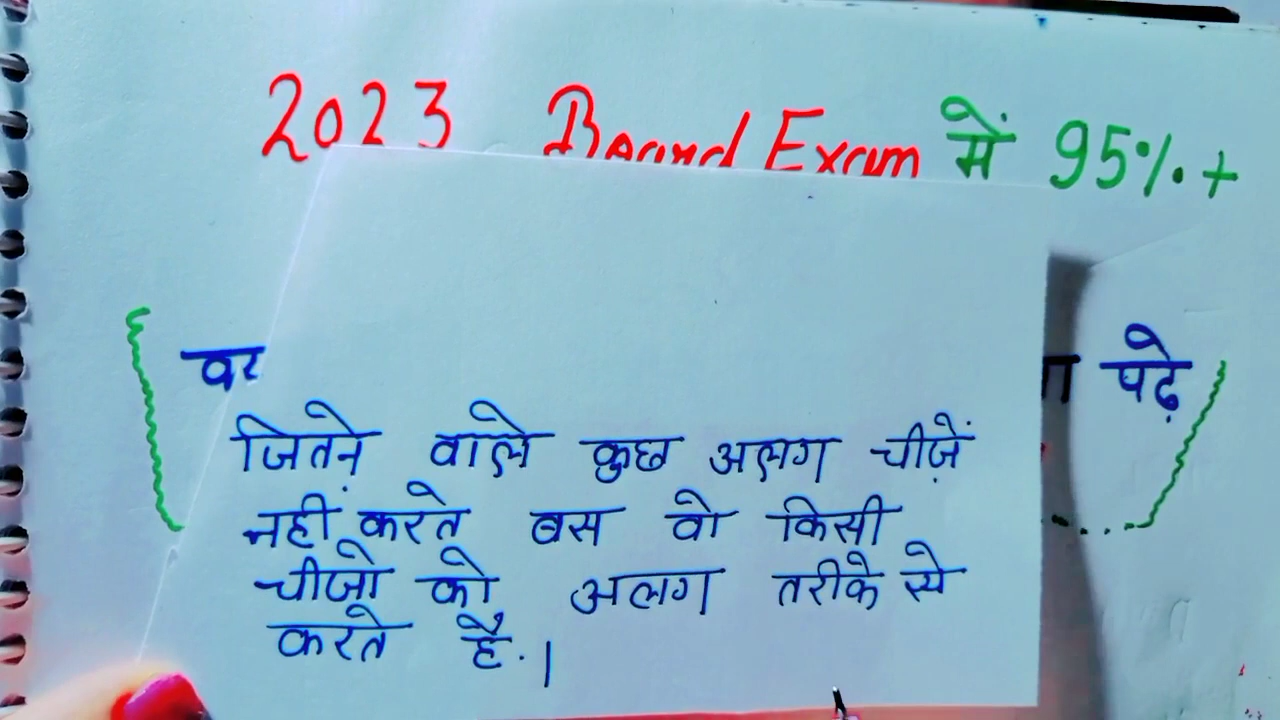 2023 Board Exam में 95%+
पढ़े
जितने वाले कुछ अलग चीज़ें
नहीं करते बस वो किसी
चीजो को अलग तरीके से
करते है.।